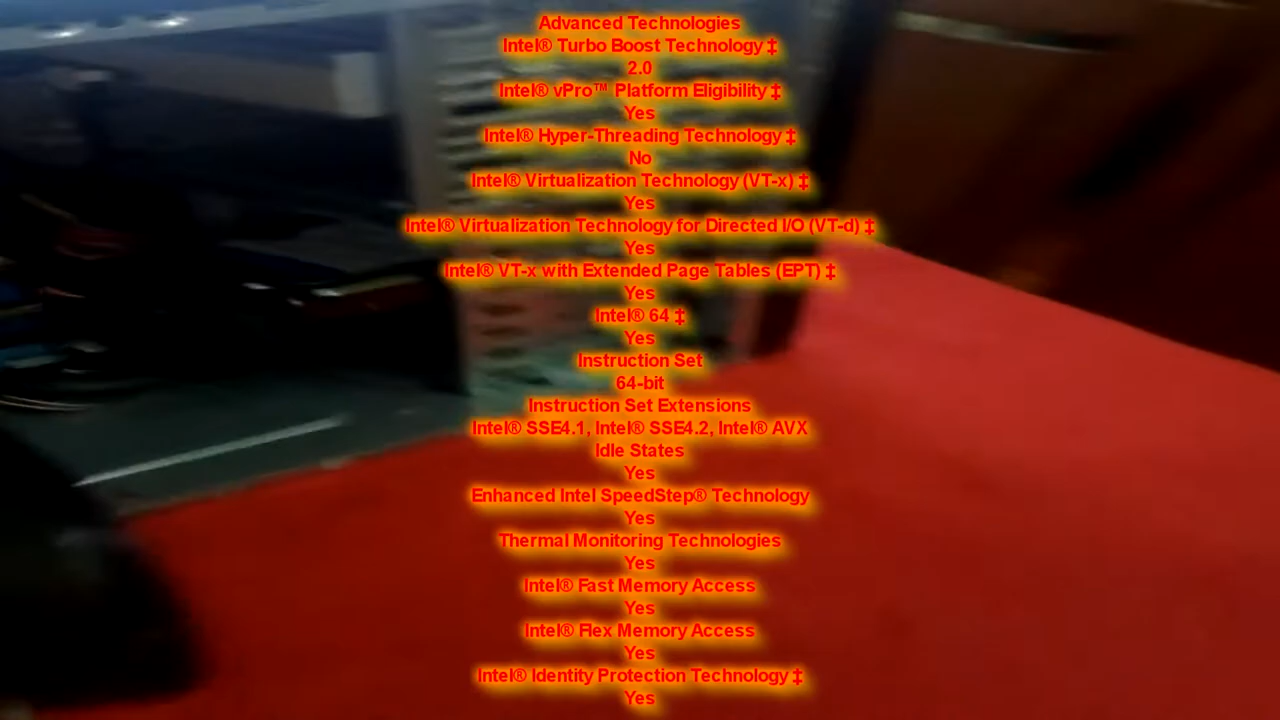 Advanced Technologies
Intel® Turbo Boost Technology ‡
2.0
Intel® vPro™ Platform Eligibility ‡
Yes
Intel® Hyper-Threading Technology ‡
No
Intel® Virtualization Technology (VT-x) ‡
Yes
Intel® Virtualization Technology for Directed I/O (VT-d) ‡
Yes
Intel® VT-x with Extended Page Tables (EPT) ‡
Yes
Intel® 64 ‡
Yes
Instruction Set
64-bit
Instruction Set Extensions
Intel® SSE4.1, Intel® SSE4.2, Intel® AVX
Idle States
Yes
Enhanced Intel SpeedStep® Technology
Yes
Thermal Monitoring Technologies
Yes
Intel® Fast Memory Access
Yes
Intel® Flex Memory Access
Yes
Intel® Identity Protection Technology ‡
Yes